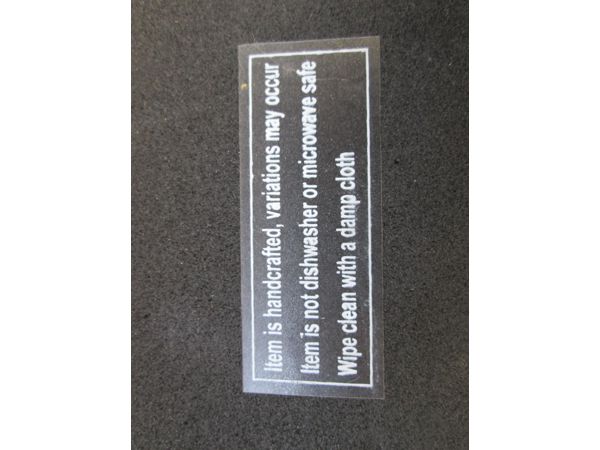 Item is handcrafted, variations may occur
Item is not dishwasher or microwave safe
Wipe clean with a damp cloth